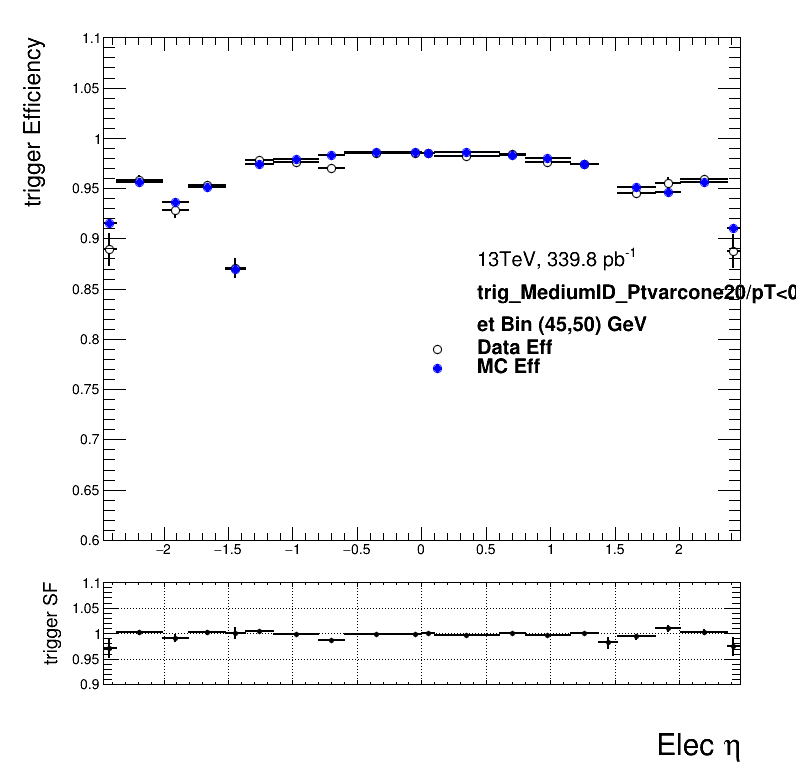 trigger Efficiency
1.1
1.05
1
0.95
0.9
0.85
0.8
0.75
0.7
0.65
0.6
13TeV, 339.8 pb-1
trig_MediumID_Ptvarcone20/pT<0
et Bin (45,50) GeV
Data Eff
MC Eff
−2 −1.5 −1 −0.5 0 0.5 1 1.5 2
trigger SF
1.1
1.05
1
0.95
0.9
Elec η